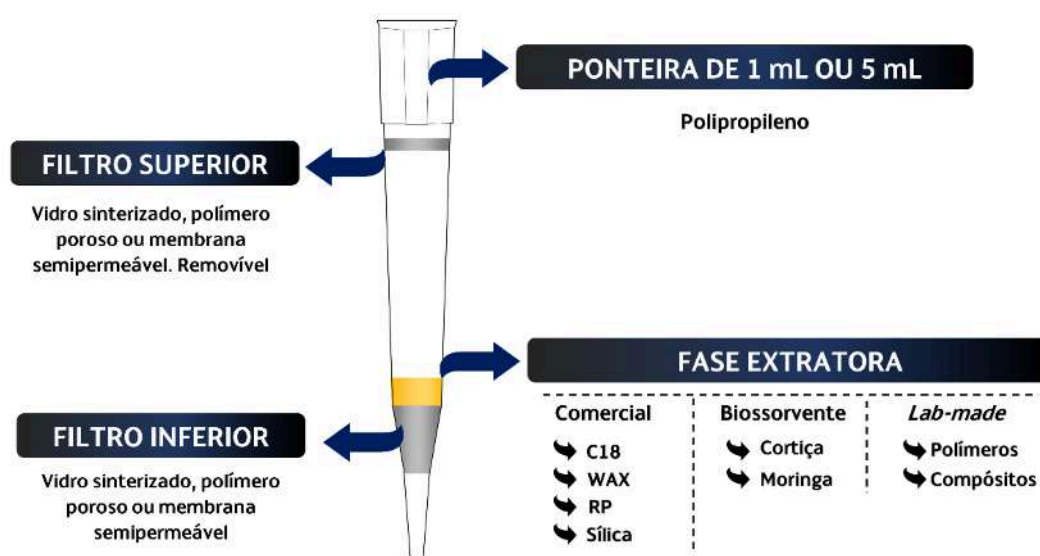 PONTEIRA DE 1 mL OU 5 mL
Polipropileno
FILTRO SUPERIOR
Vidro sinterizado, polímero
poroso ou membrana
semipermeável. Removível
FASE EXTRATORA
Comercial
C18
WAX
RP
Sílica
Biossorvente
Cortiça
Moringa
Lab-made
Polímeros
Compósitos
FILTRO INFERIOR
Vidro sinterizado, polímero
poroso ou membrana
semipermeável